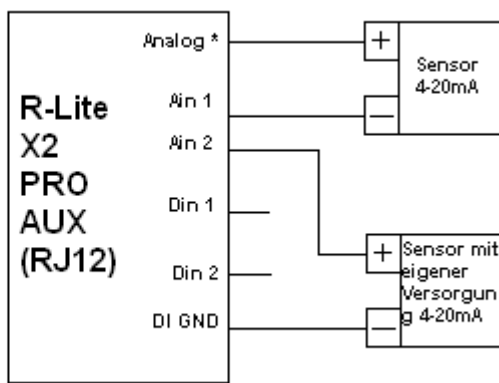 R-Lite
X2
PRO
AUX
(RJ12)
Analog *
Ain 1
Ain 2
Din 1
Din 2
DI GND
+
Sensor
4-20mA
—
+
Sensor mit
eigener
Versorgun
g 4-20mA
—